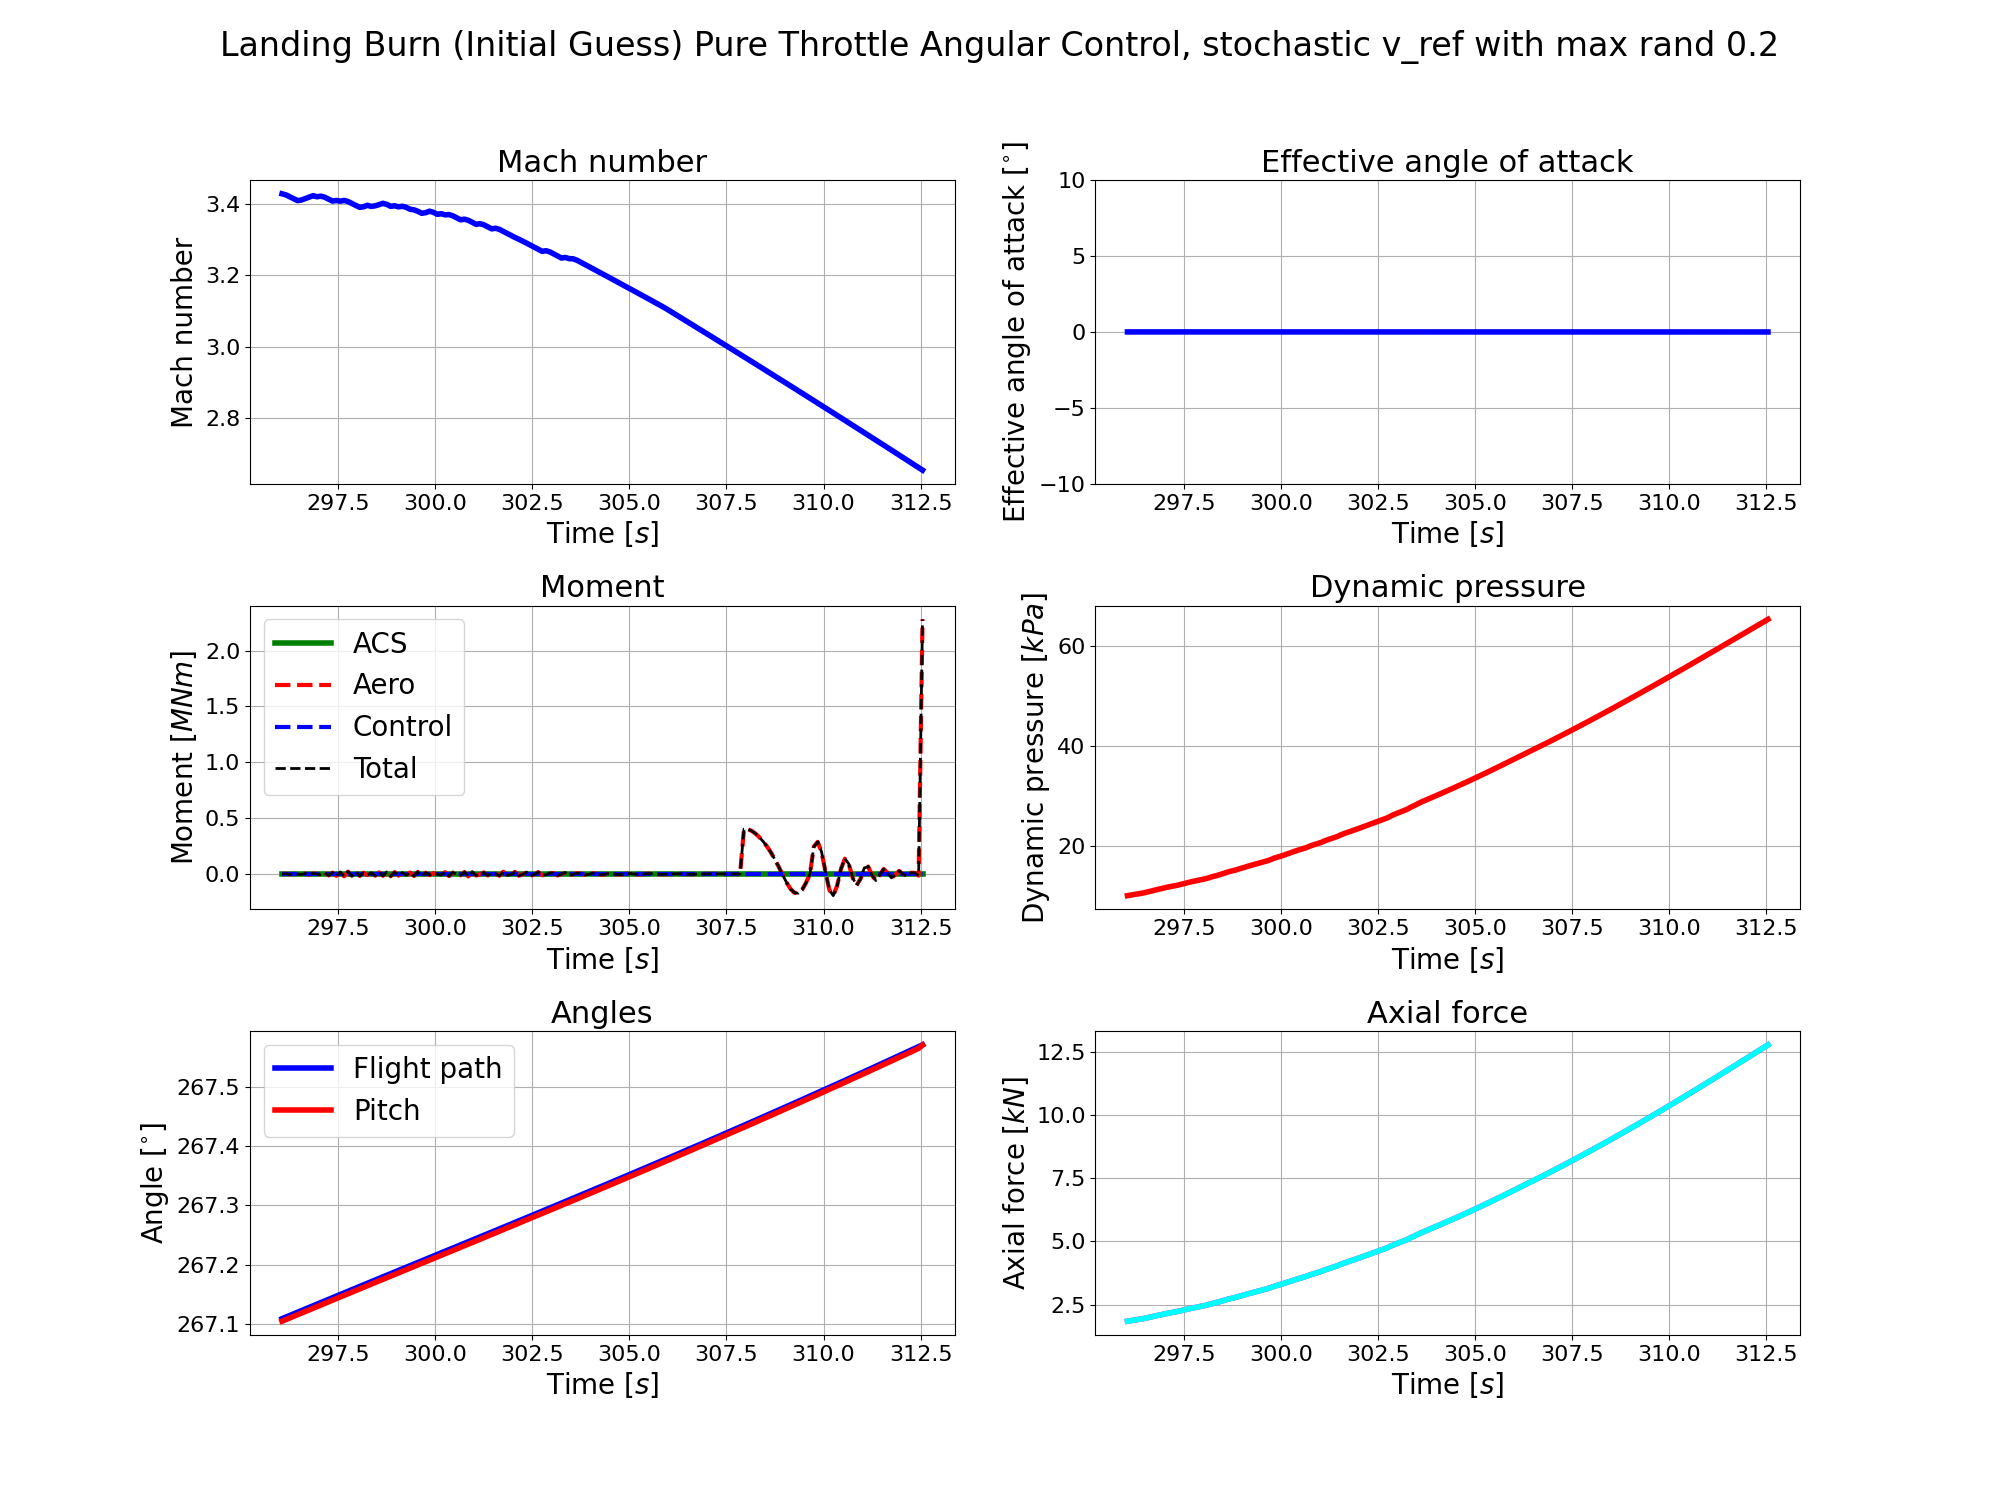 Landing Burn (Initial Guess) Pure Throttle Angular Control, stochastic v_ref with max rand 0.2
Mach number
Mach number
3.4
3.2
3.0
2.8
297.5 300.0 302.5 305.0 307.5 310.0 312.5
Time [s]
Effective angle of attack
Effective angle of attack [°]
10
5
0
−5
−10
297.5 300.0 302.5 305.0 307.5 310.0 312.5
Time [s]
Moment
Moment [MNm]
2.0
1.5
1.0
0.5
0.0
ACS
Aero
Control
Total
297.5 300.0 302.5 305.0 307.5 310.0 312.5
Time [s]
Dynamic pressure
Dynamic pressure [kPa]
60
40
20
297.5 300.0 302.5 305.0 307.5 310.0 312.5
Time [s]
Angles
Angle [°]
267.5
267.4
267.3
267.2
267.1
Flight path
Pitch
297.5 300.0 302.5 305.0 307.5 310.0 312.5
Time [s]
Axial force
Axial force [kN]
12.5
10.0
7.5
5.0
2.5
297.5 300.0 302.5 305.0 307.5 310.0 312.5
Time [s]